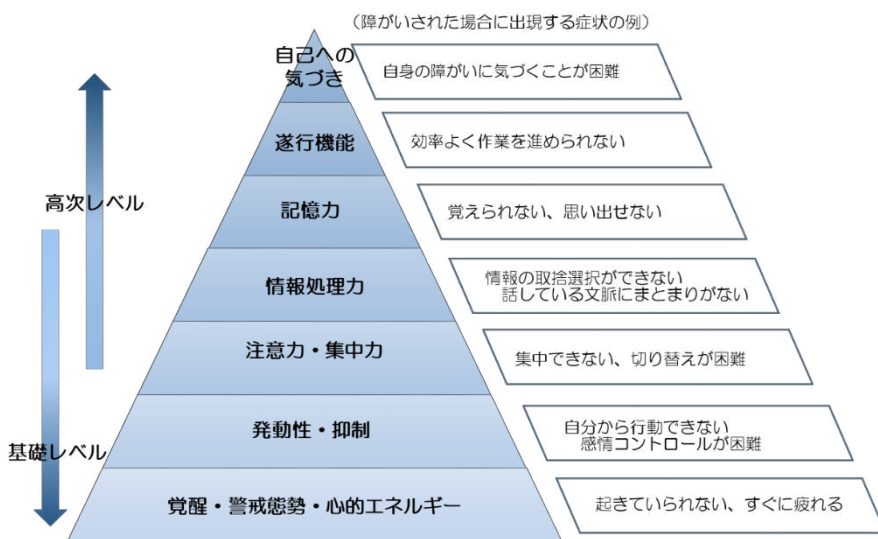 （障がいされた場合に出現する症状の例）
自己への
気づき
自身の障がいに気づくことが困難
遂行機能
効率よく作業を進められない
高次レベル
記憶力
覚えられない、思い出せない
情報処理力
情報の取捨選択ができない
話している文脈にまとまりがない
注意力・集中力
集中できない、切り替えが困難
基礎レベル
発動性・抑制
自分から行動できない
感情コントロールが困難
覚醒・警戒態勢・心的エネルギー
起きていられない、すぐに疲れる